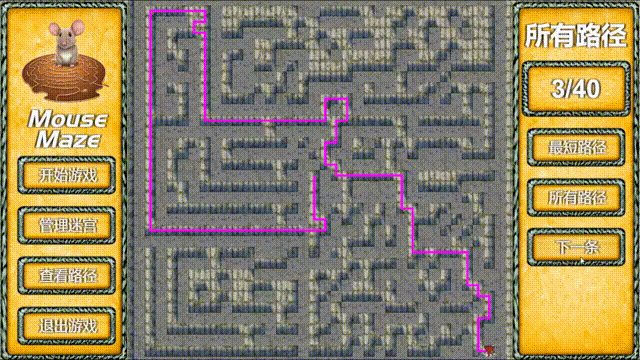 Mouse
Maze
开始游戏
管理迷宫
查看路径
退出游戏
所有路径
3/40
最短路径
所有路径
下一条